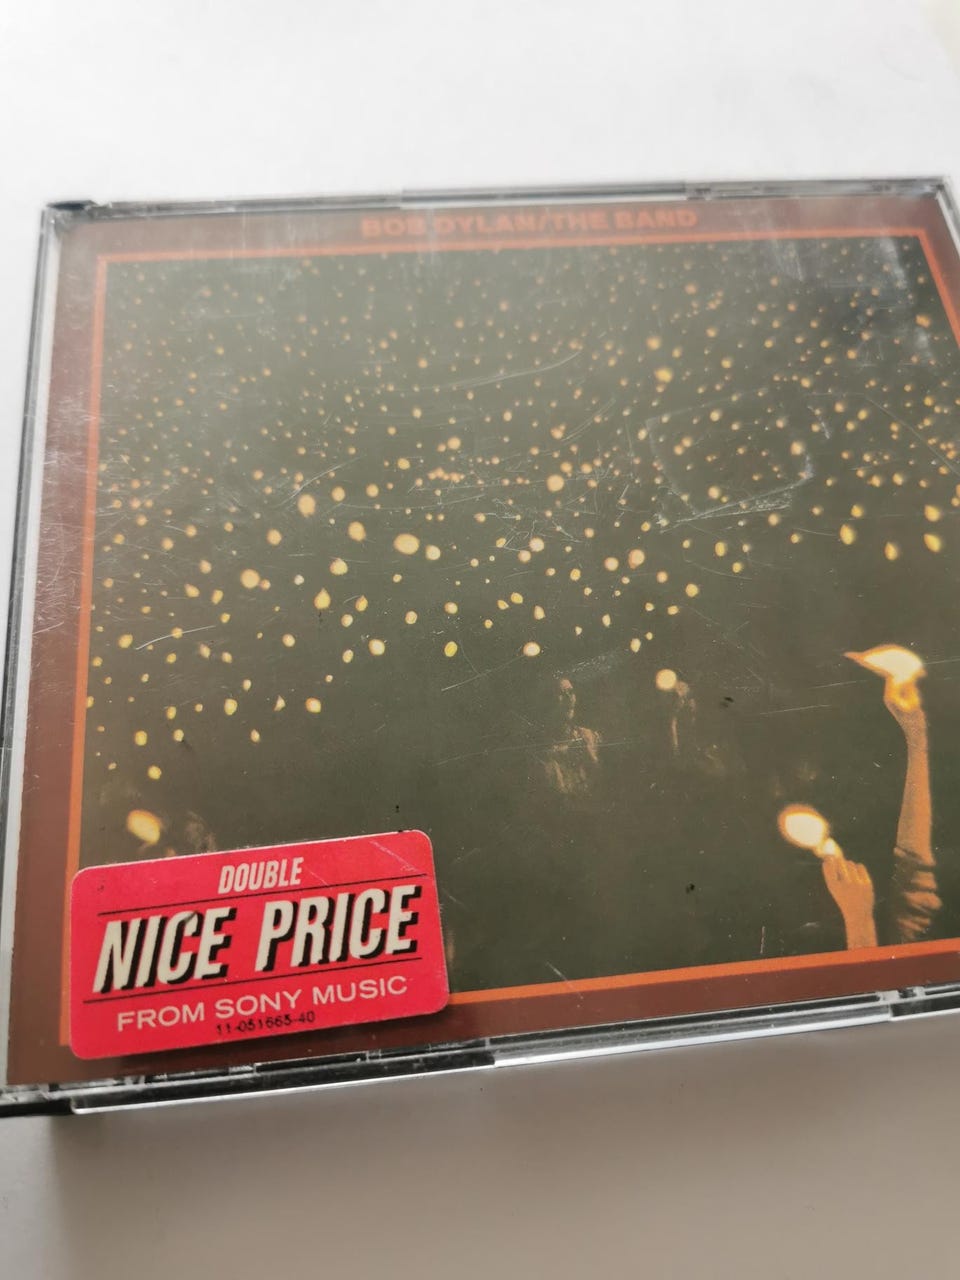 BOB DYLAN/THE BAND
DOUBLE
NICE PRICE
FROM SONY MUSIC
11-051665-40